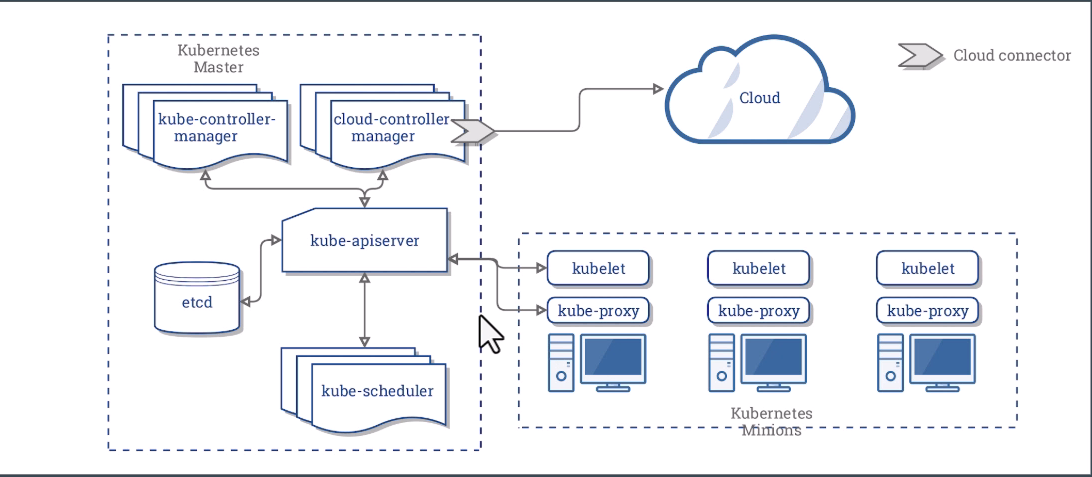 Kubernetes
Master
Cloud connector
kube-controller-
manager
cloud-controller
manager
Cloud
kube-apiserver
etcd
kubelet
kubelet
kubelet
kube-proxy
kube-proxy
kube-proxy
kube-scheduler
Kubernetes
Minions